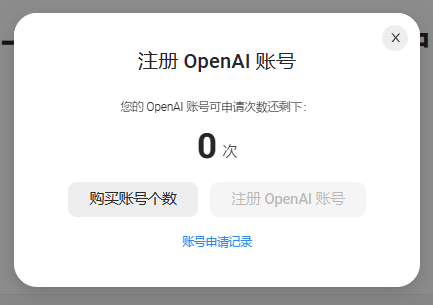 X
注册 OpenAI 账号
您的 OpenAI 账号可申请次数还剩下:
0 次
购买账号个数
注册 OpenAI 账号
账号申请记录